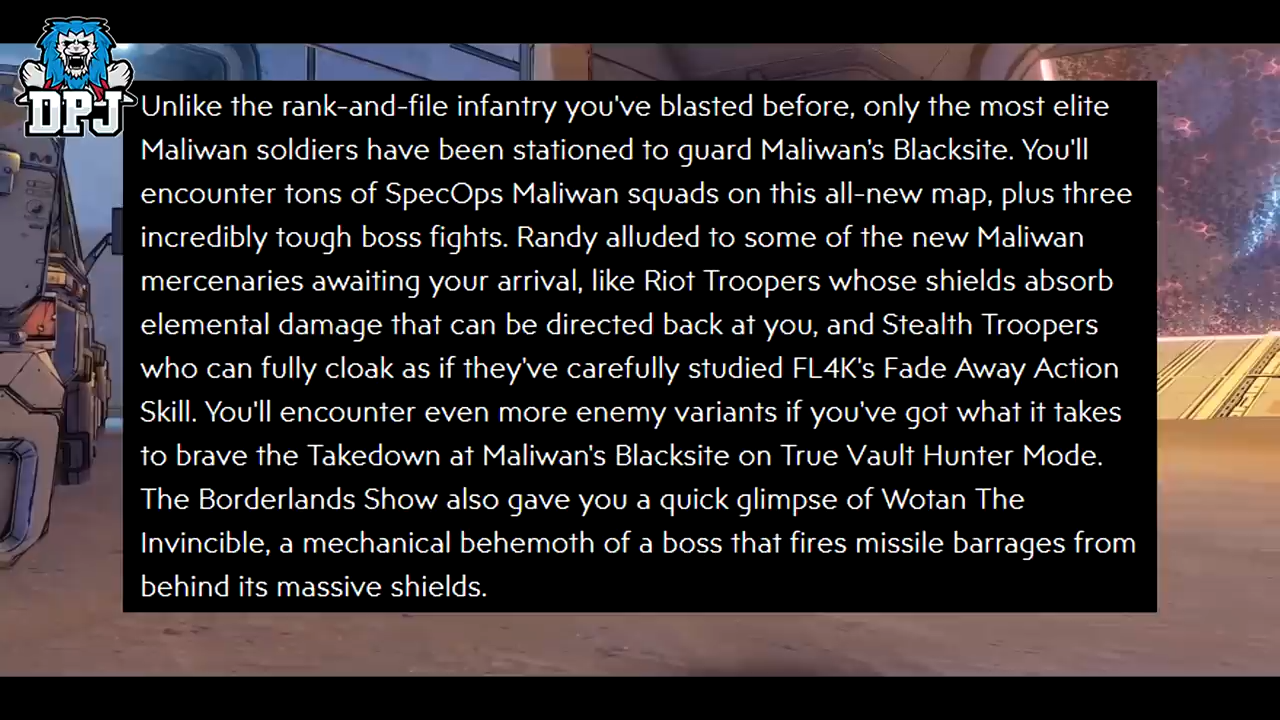 DPJ
Unlike the rank-and-file infantry you've blasted before, only the most elite
Maliwan soldiers have been stationed to guard Maliwan's Blacksite. You'll
encounter tons of SpecOps Maliwan squads on this all-new map, plus three
incredibly tough boss fights. Randy alluded to some of the new Maliwan
mercenaries awaiting your arrival, like Riot Troopers whose shields absorb
elemental damage that can be directed back at you, and Stealth Troopers
who can fully cloak as if they've carefully studied FL4K's Fade Away Action
Skill. You'll encounter even more enemy variants if you've got what it takes
to brave the Takedown at Maliwan's Blacksite on True Vault Hunter Mode.
The Borderlands Show also gave you a quick glimpse of Wotan The
Invincible, a mechanical behemoth of a boss that fires missile barrages from
behind its massive shields.